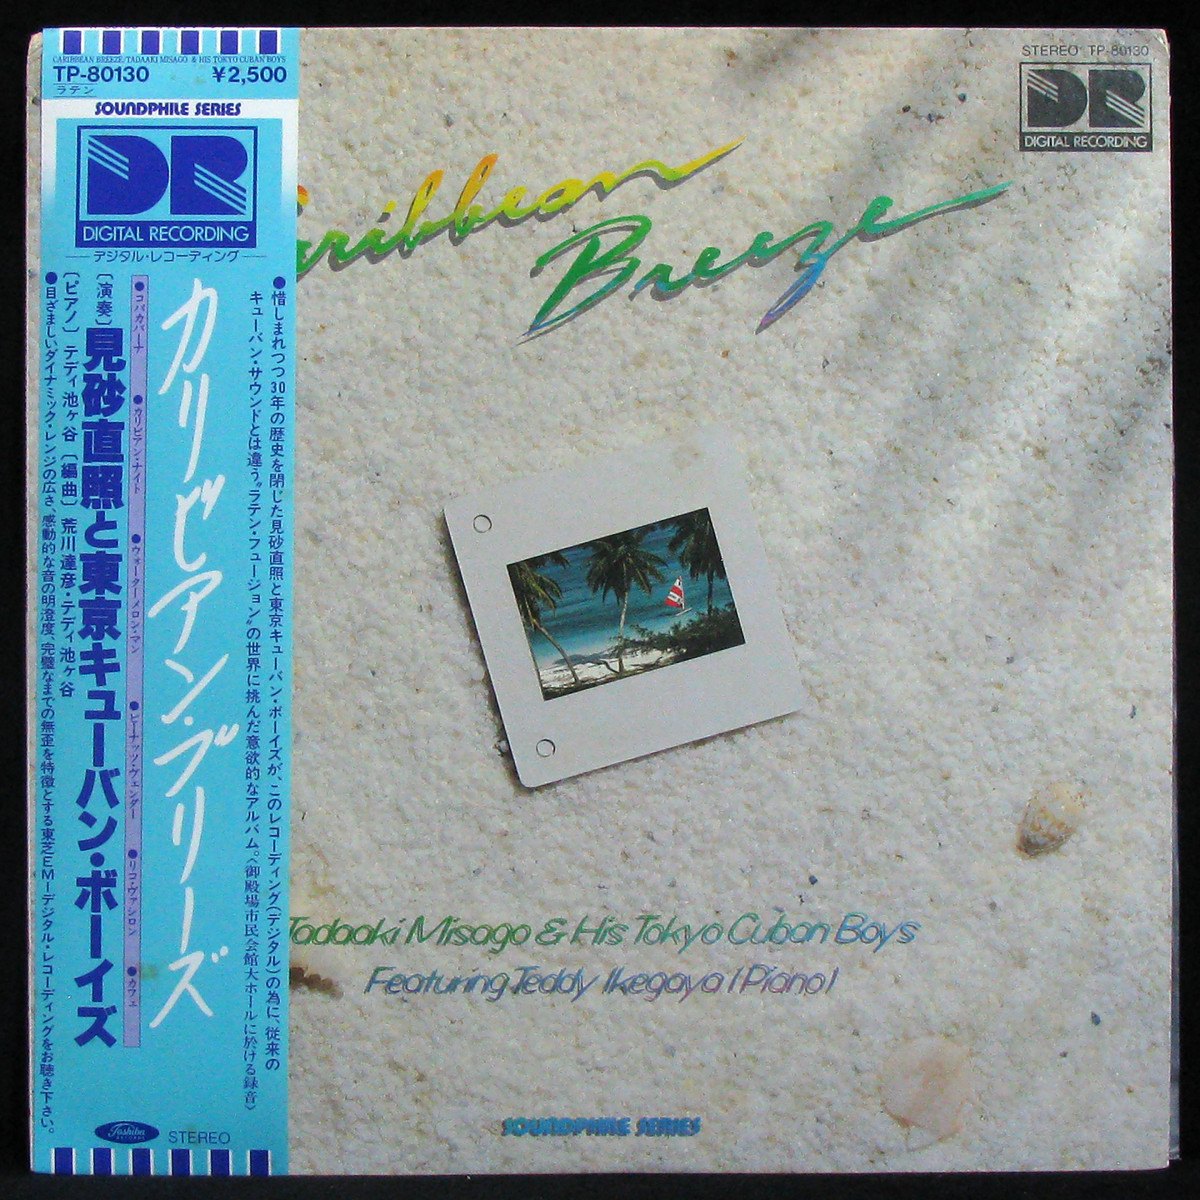 CARIBBEAN BREEZE/TADAAKI MISAGO & HIS TOKYO CUBAN BOYS
TP-80130 ¥2,500
ラテン
SOUNDPHILE SERIES
DR
DIGITAL RECORDING
デジタル・レコーディング
●惜しまれつつ30年の歴史を閉じた見砂直照と東京キューバン・ボーイズが、このレコーディング(デジタル)の為に、従来の
キューバン・サウンドとは違う"ラテン・フュージョン"の世界に挑んだ意欲的なアルバム。〈御殿場市民会館大ホールに於ける録音〉
カリビアン・ブリーズ
●コパカバーナ ●カリビアン・ナイト ●ウォーターメロン・マン ●ピーナッツ・ヴェンダー ●リコ・ヴァシロン ●カフェ
〔演奏〕見砂直照と東京キューバン・ボーイズ
〔ピアノ〕テディ池ヶ谷〔編曲〕荒川達彦・テディ池ヶ谷
●目ざましいダイナミック・レンジの広さ、感動的な音の明澄度、完璧なまでの無歪を特徴とする東芝EMIデジタル・レコーディングをお聴き下さい。
Toshiba
RECORDS
STEREO
STEREO TP-80130
DR
DIGITAL RECORDING
Caribbean
Breeze
Tadaaki Misago & His Tokyo Cuban Boys
Featuring Teddy Ikegaya (Piano)
SOUNDPHILE SERIES